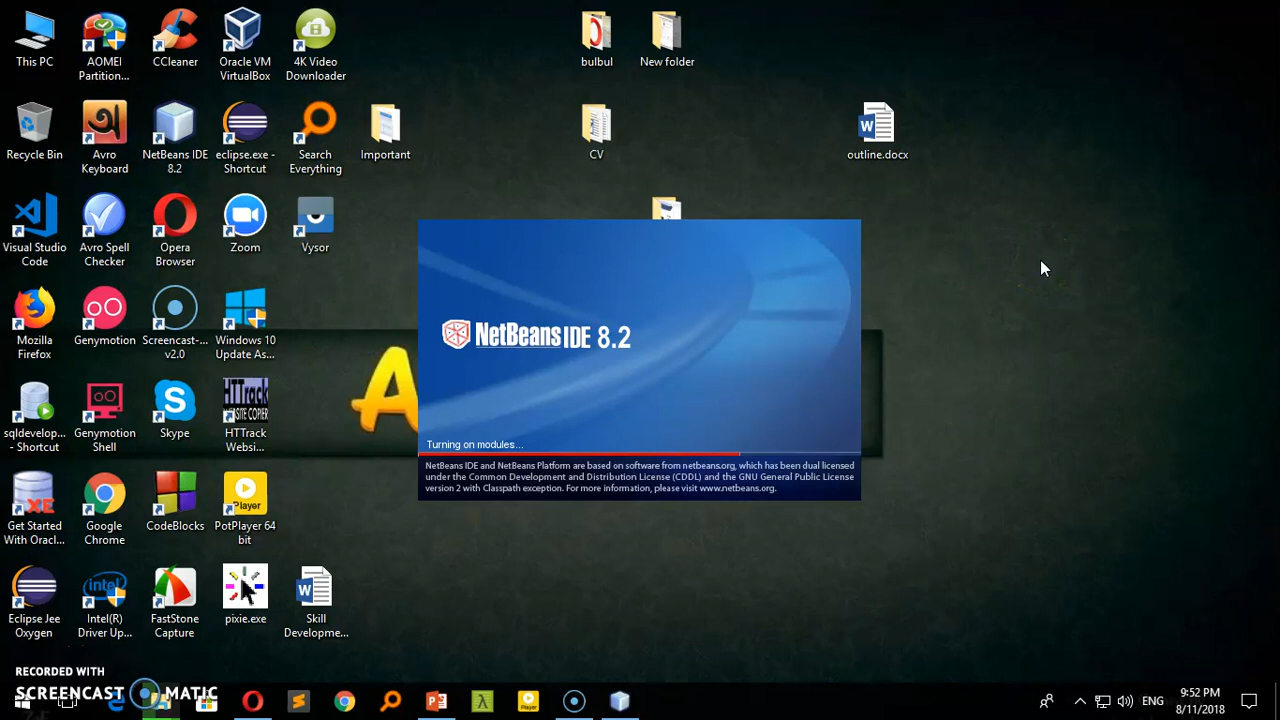 This PC
AOMEI
Partition...
CCleaner
Oracle VM
VirtualBox
4K Video
Downloader
bulbul
New folder
Recycle Bin
Avro
Keyboard
NetBeans IDE
8.2
eclipse.exe -
Shortcut
Search
Everything
Important
CV
outline.docx
Visual Studio
Code
Avro Spell
Checker
Opera
Browser
Zoom
Vysor
NetBeans IDE 8.2
Mozilla
Firefox
Genymotion
Screencast-...
v2.0
Windows 10
Update As...
A
sqldevelop...
- Shortcut
Genymotion
Shell
Skype
HTTrack
WEBSITE COPIER
HTTrack
Websi...
Turning on modules...
NetBeans IDE and NetBeans Platform are based on software from netbeans.org, which has been dual licensed
under the Common Development and Distribution License (CDDL) and the GNU General Public License
version 2 with Classpath exception. For more information, please visit www.netbeans.org.
Get Started
With Oracl...
Google
Chrome
CodeBlocks
Player
PotPlayer 64
bit
Eclipse Jee
Oxygen
Intel(R)
Driver Up...
FastStone
Capture
pixie.exe
Skill
Developme...
RECORDED WITH
SCREENCAST MATIC
ENG
9:52 PM
8/11/2018